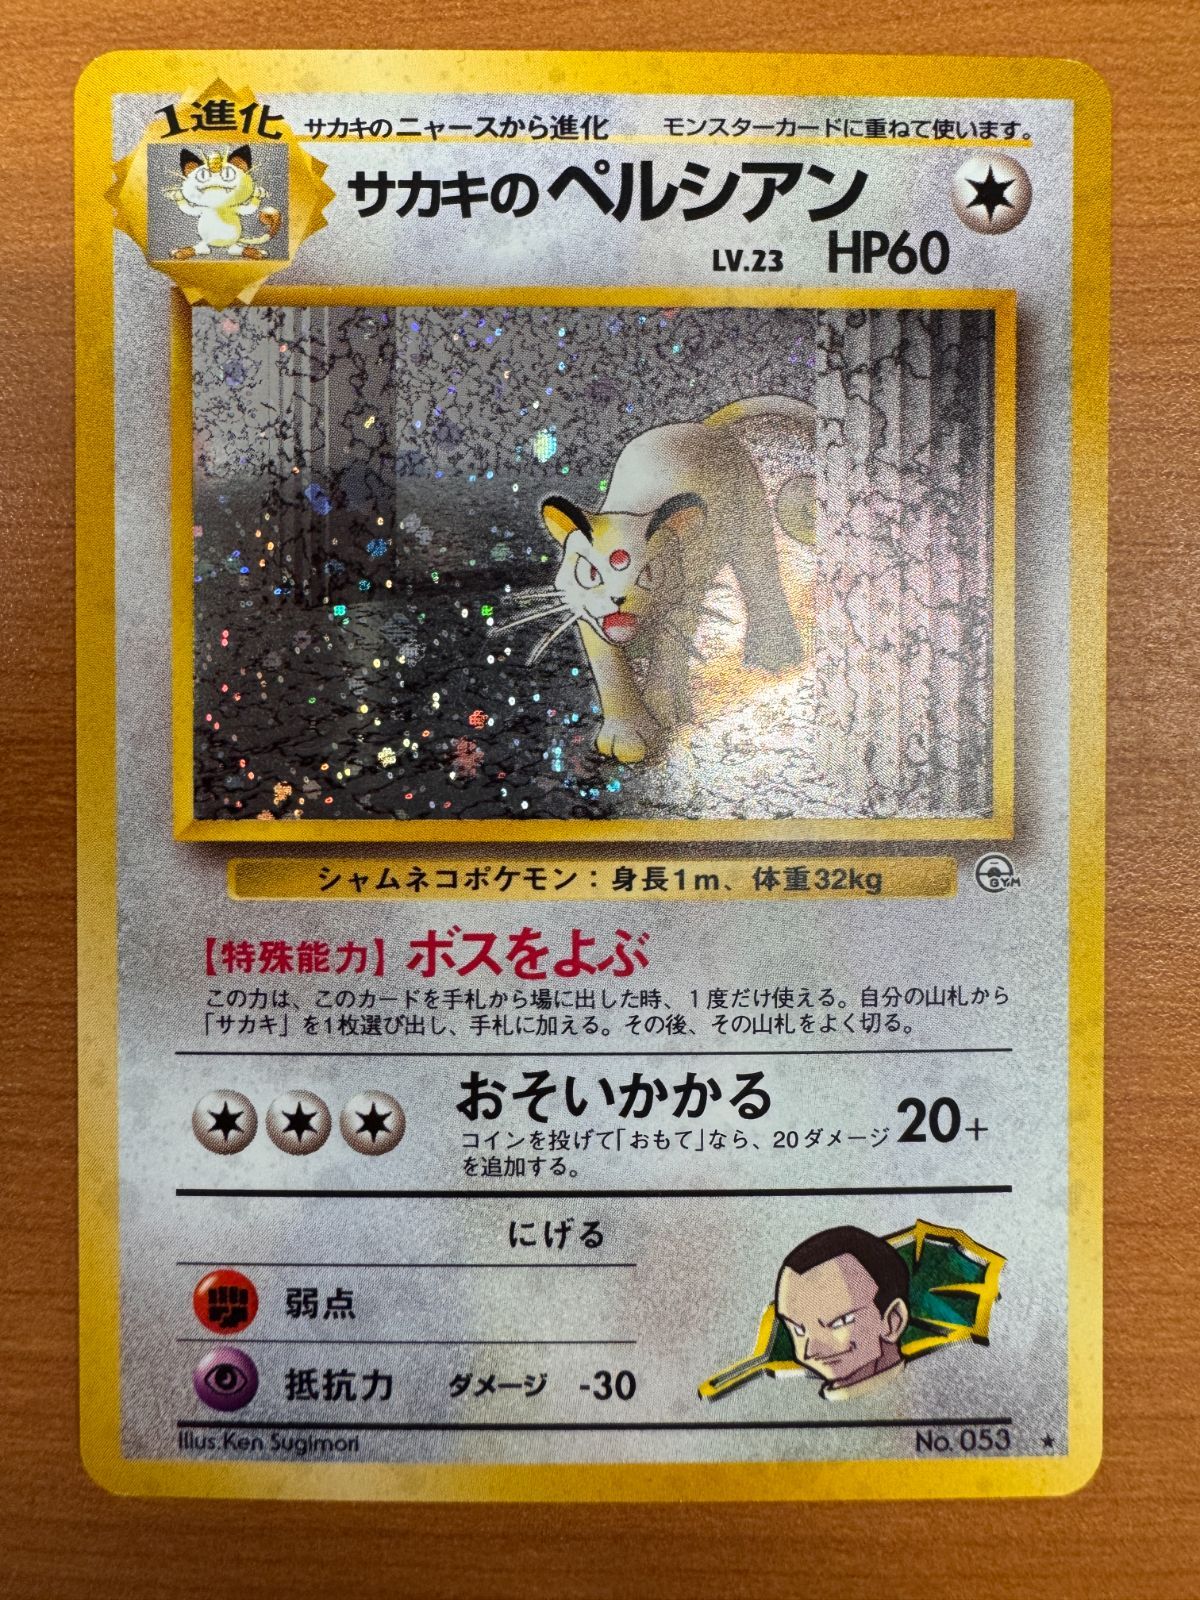 1進化 サカキのニャースから進化 モンスターカードに重ねて使います。
サカキのペルシアン
LV.23 HP60
シャムネコポケモン：身長1m、体重32kg
GYM
【特殊能力】ボスをよぶ
この力は、このカードを手札から場に出した時、1度だけ使える。自分の山札から
「サカキ」を1枚選び出し、手札に加える。その後、その山札をよく切る。
おそいかかる 20+
コインを投げて「おもて」なら、20ダメージ
を追加する。
にげる
弱点
抵抗力 ダメージ -30
Illus.Ken Sugimori No. 053 ★